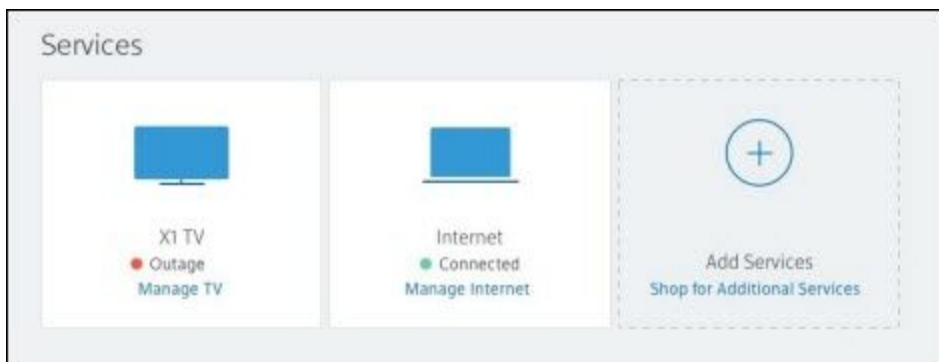 Services
X1 TV
Outage
Manage TV
Internet
Connected
Manage Internet
Add Services
Shop for Additional Services